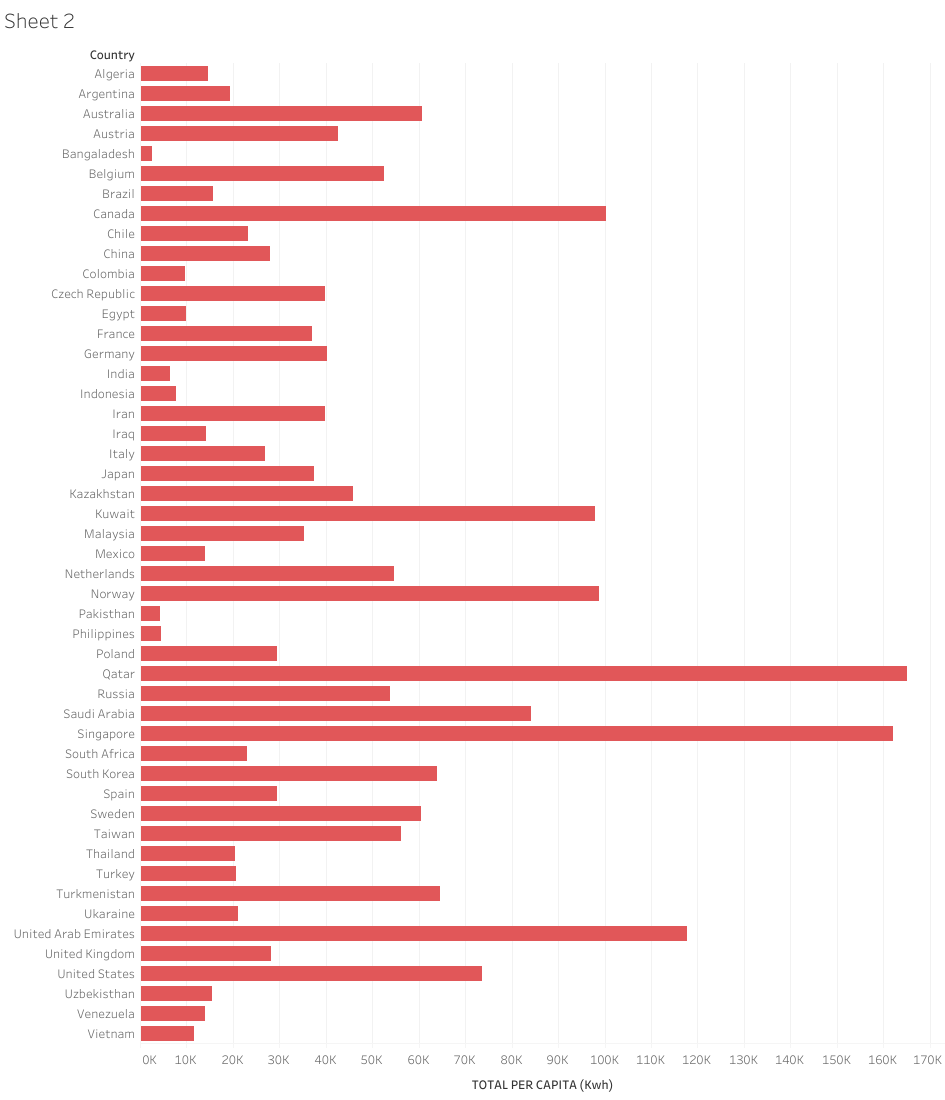 Sheet 2
Country
Algeria
Argentina
Australia
Austria
Bangaladesh
Belgium
Brazil
Canada
Chile
China
Colombia
Czech Republic
Egypt
France
Germany
India
Indonesia
Iran
Iraq
Italy
Japan
Kazakhstan
Kuwait
Malaysia
Mexico
Netherlands
Norway
Pakisthan
Philippines
Poland
Qatar
Russia
Saudi Arabia
Singapore
South Africa
South Korea
Spain
Sweden
Taiwan
Thailand
Turkey
Turkmenistan
Ukaraine
United Arab Emirates
United Kingdom
United States
Uzbekisthan
Venezuela
Vietnam
0K 10K 20K 30K 40K 50K 60K 70K 80K 90K 100K 110K 120K 130K 140K 150K 160K 170K
TOTAL PER CAPITA (Kwh)